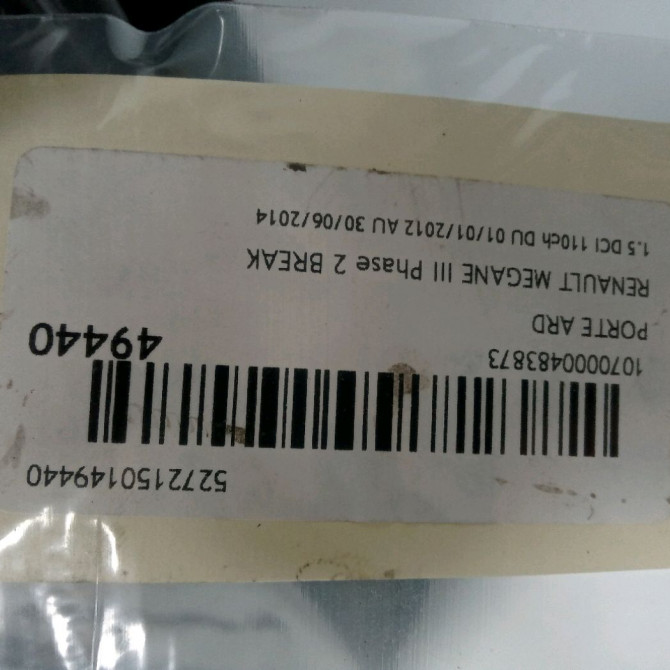 5272150149440
1070000483873
49440
PORTE ARD
RENAULT MEGANE III Phase 2 BREAK
1.5 DCI 110ch DU 01/01/2012 AU 30/06/2014